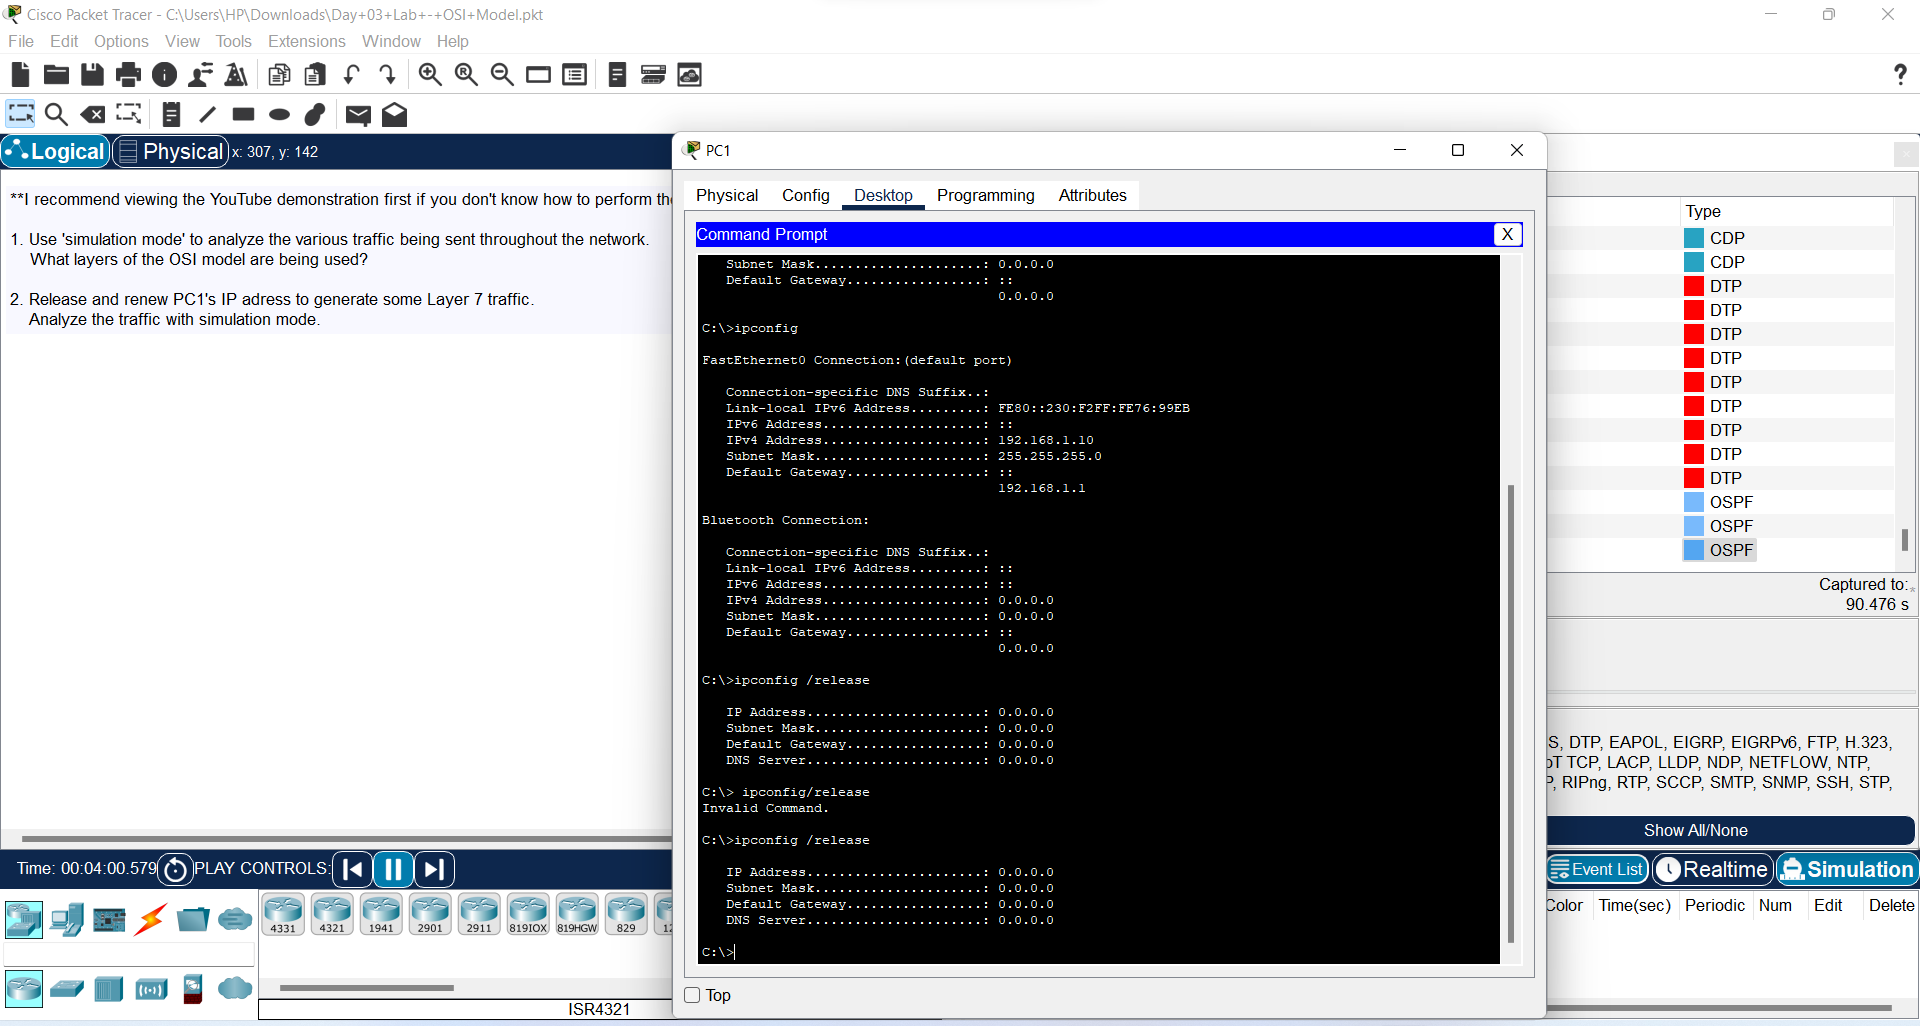 Cisco Packet Tracer - C:\Users\HP\Downloads\Day+03+Lab+-+OSI+Model.pkt
File Edit Options View Tools Extensions Window Help
?
Logical Physical x: 307, y: 142
**I recommend viewing the YouTube demonstration first if you don't know how to perform
1. Use 'simulation mode' to analyze the various traffic being sent throughout the network.
What layers of the OSI model are being used?
2. Release and renew PC1's IP adress to generate some Layer 7 traffic.
Analyze the traffic with simulation mode.
PC1
Physical Config Desktop Programming Attributes
Command Prompt X
Subnet Mask.....................: 0.0.0.0
Default Gateway.................: ::
0.0.0.0
C:\>ipconfig
FastEthernet0 Connection:(default port)
Connection-specific DNS Suffix..:
Link-local IPv6 Address.........: FE80::230:F2FF:FE76:99EB
IPv6 Address....................: ::
IPv4 Address....................: 192.168.1.10
Subnet Mask.....................: 255.255.255.0
Default Gateway.................: ::
192.168.1.1
Bluetooth Connection:
Connection-specific DNS Suffix..:
Link-local IPv6 Address.........: ::
IPv6 Address....................: ::
IPv4 Address....................: 0.0.0.0
Subnet Mask.....................: 0.0.0.0
Default Gateway.................: ::
0.0.0.0
C:\>ipconfig /release
IP Address......................: 0.0.0.0
Subnet Mask.....................: 0.0.0.0
Default Gateway.................: 0.0.0.0
DNS Server......................: 0.0.0.0
C:\> ipconfig/release
Invalid Command.
C:\>ipconfig /release
IP Address......................: 0.0.0.0
Subnet Mask.....................: 0.0.0.0
Default Gateway.................: 0.0.0.0
DNS Server......................: 0.0.0.0
C:\>
Top
Type
CDP
CDP
DTP
DTP
DTP
DTP
DTP
DTP
DTP
DTP
DTP
OSPF
OSPF
OSPF
Captured to:
90.476 s
S, DTP, EAPOL, EIGRP, EIGRPv6, FTP, H.323,
TCP, LACP, LLDP, NDP, NETFLOW, NTP,
P, RIPng, RTP, SCCP, SMTP, SNMP, SSH, STP,
Show All/None
Time: 00:04:00.579 PLAY CONTROLS:
Event List Realtime Simulation
Color Time(sec) Periodic Num Edit Delete
4331 4321 1941 2901 2911 819IOX 819HGW 829
ISR4321